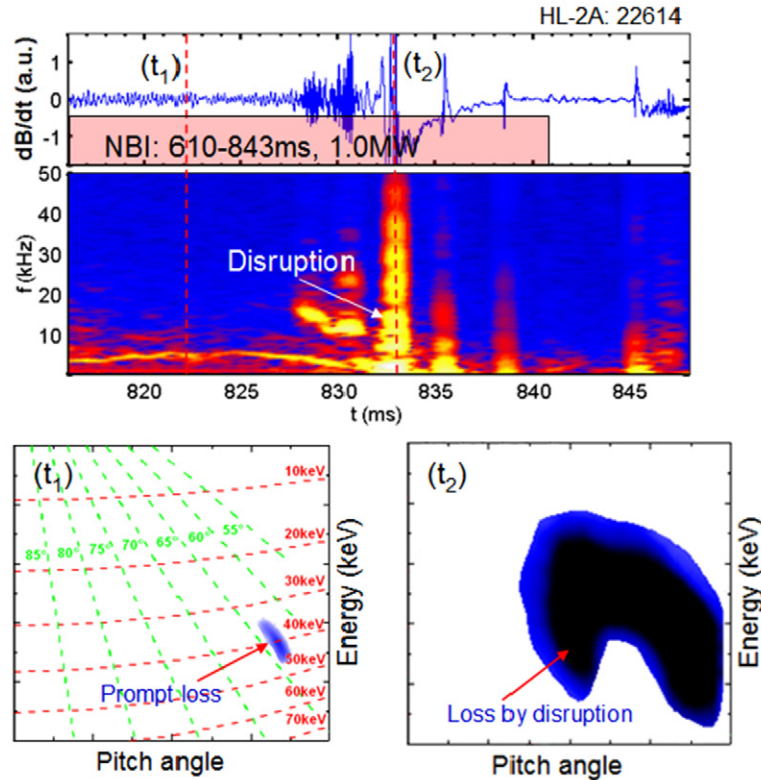 HL-2A: 22614
dB/dt (a.u.)
1
0
-1
(t₁)
(t₂)
NBI: 610-843ms, 1.0MW
f (kHz)
50
40
30
20
10
Disruption
820 825 830 835 840 845
t (ms)
(t₁)
10keV
20keV
30keV
40keV
50keV
60keV
70keV
85° 80° 75° 70° 65° 60° 55°
Prompt loss
Energy (keV)
Pitch angle
(t₂)
Loss by disruption
Energy (keV)
Pitch angle